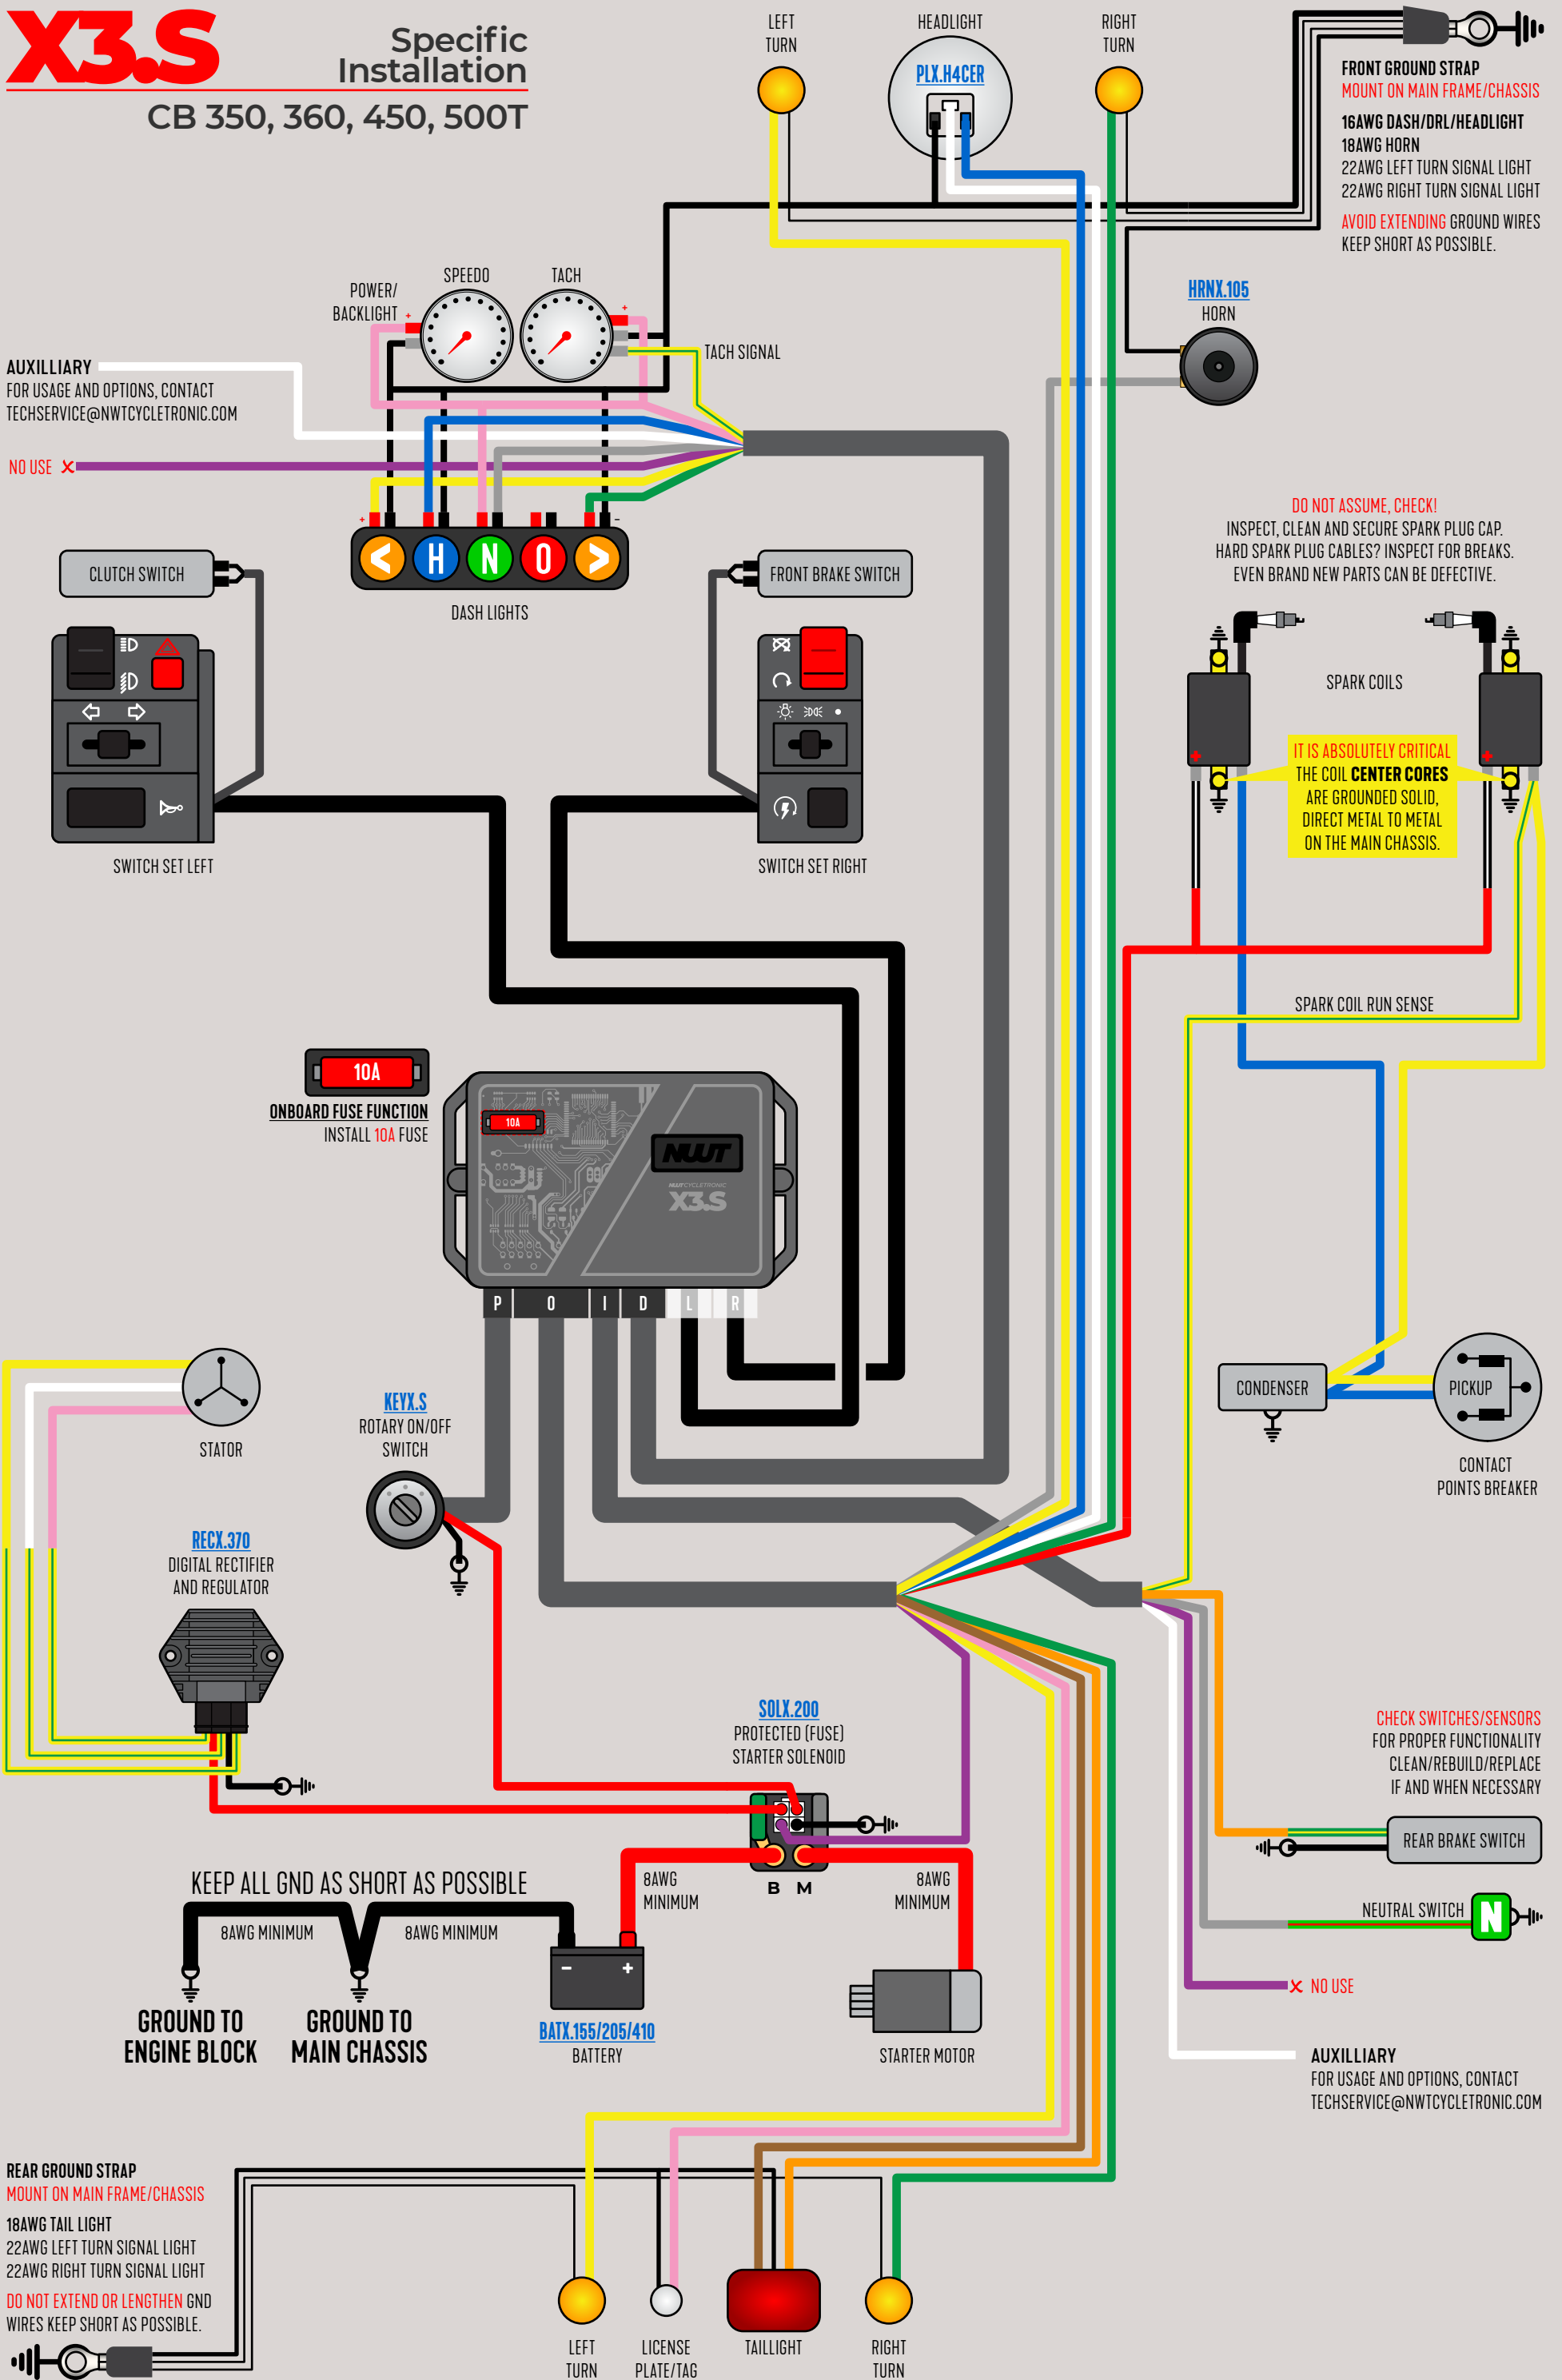 X3.S
Specific
Installation
CB 350, 360, 450, 500T
LEFT
TURN
HEADLIGHT
PLX.H4CER
RIGHT
TURN
FRONT GROUND STRAP
MOUNT ON MAIN FRAME/CHASSIS
16AWG DASH/DRL/HEADLIGHT
18AWG HORN
22AWG LEFT TURN SIGNAL LIGHT
22AWG RIGHT TURN SIGNAL LIGHT
AVOID EXTENDING GROUND WIRES
KEEP SHORT AS POSSIBLE.
HRNX.105
HORN
SPEEDO
TACH
POWER/
BACKLIGHT
+
+
TACH SIGNAL
AUXILLIARY
FOR USAGE AND OPTIONS, CONTACT
TECHSERVICE@NWTCYCLETRONIC.COM
NO USE X
+
-
< H N O >
DASH LIGHTS
CLUTCH SWITCH
FRONT BRAKE SWITCH
SWITCH SET LEFT
SWITCH SET RIGHT
DO NOT ASSUME, CHECK!
INSPECT, CLEAN AND SECURE SPARK PLUG CAP.
HARD SPARK PLUG CABLES? INSPECT FOR BREAKS.
EVEN BRAND NEW PARTS CAN BE DEFECTIVE.
SPARK COILS
+
+
IT IS ABSOLUTELY CRITICAL
THE COIL CENTER CORES
ARE GROUNDED SOLID,
DIRECT METAL TO METAL
ON THE MAIN CHASSIS.
SPARK COIL RUN SENSE
10A
ONBOARD FUSE FUNCTION
INSTALL 10A FUSE
10A
NWT
NWTCYCLETRONIC
X3.S
P O I D L R
STATOR
KEYX.S
ROTARY ON/OFF
SWITCH
CONDENSER
PICKUP
CONTACT
POINTS BREAKER
RECX.370
DIGITAL RECTIFIER
AND REGULATOR
SOLX.200
PROTECTED (FUSE)
STARTER SOLENOID
B M
8AWG
MINIMUM
8AWG
MINIMUM
KEEP ALL GND AS SHORT AS POSSIBLE
8AWG MINIMUM
8AWG MINIMUM
GROUND TO
ENGINE BLOCK
GROUND TO
MAIN CHASSIS
- +
BATX.155/205/410
BATTERY
STARTER MOTOR
CHECK SWITCHES/SENSORS
FOR PROPER FUNCTIONALITY
CLEAN/REBUILD/REPLACE
IF AND WHEN NECESSARY
REAR BRAKE SWITCH
NEUTRAL SWITCH
N
X NO USE
AUXILLIARY
FOR USAGE AND OPTIONS, CONTACT
TECHSERVICE@NWTCYCLETRONIC.COM
REAR GROUND STRAP
MOUNT ON MAIN FRAME/CHASSIS
18AWG TAIL LIGHT
22AWG LEFT TURN SIGNAL LIGHT
22AWG RIGHT TURN SIGNAL LIGHT
DO NOT EXTEND OR LENGTHEN GND
WIRES KEEP SHORT AS POSSIBLE.
LEFT
TURN
LICENSE
PLATE/TAG
TAILLIGHT
RIGHT
TURN